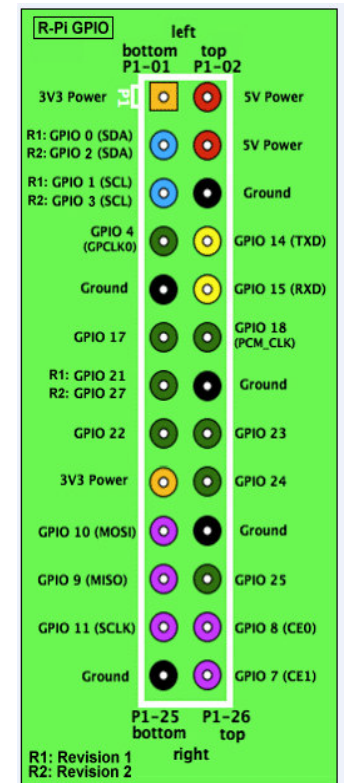 R-Pi GPIO
left
bottom top
P1-01 P1-02
P1
3V3 Power 5V Power
R1: GPIO 0 (SDA)
R2: GPIO 2 (SDA)
5V Power
R1: GPIO 1 (SCL)
R2: GPIO 3 (SCL)
Ground
GPIO 4
(GPCLK0)
GPIO 14 (TXD)
Ground GPIO 15 (RXD)
GPIO 17
GPIO 18
(PCM_CLK)
R1: GPIO 21
R2: GPIO 27
Ground
GPIO 22 GPIO 23
3V3 Power GPIO 24
GPIO 10 (MOSI) Ground
GPIO 9 (MISO) GPIO 25
GPIO 11 (SCLK) GPIO 8 (CE0)
Ground GPIO 7 (CE1)
P1-25 P1-26
bottom top
right
R1: Revision 1
R2: Revision 2